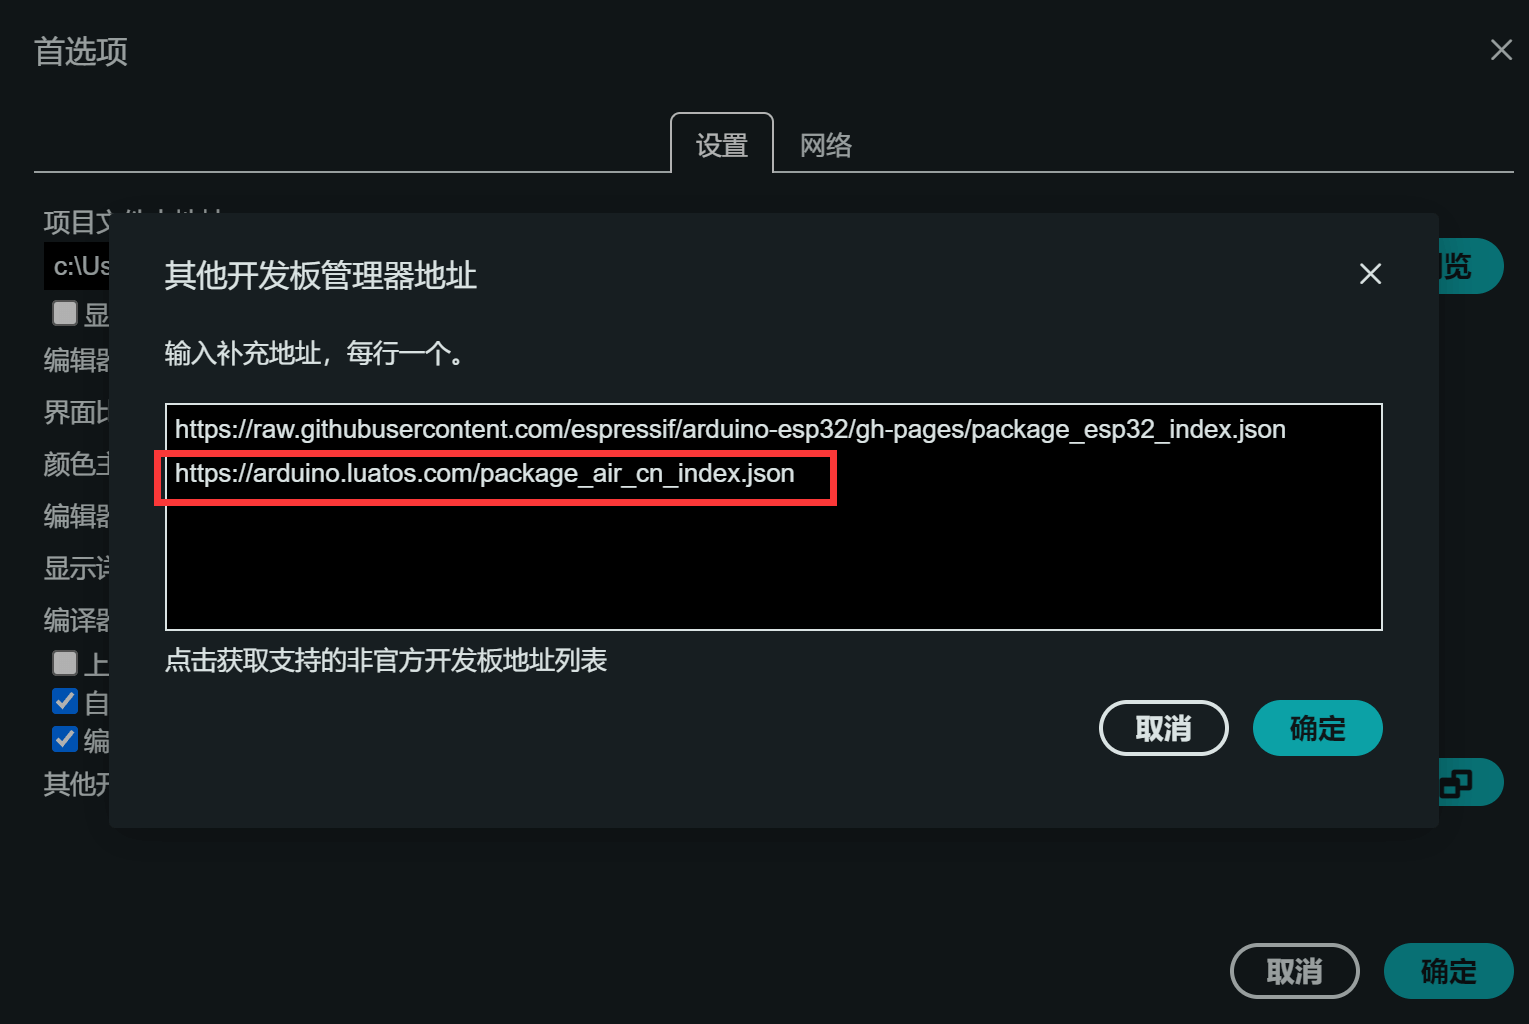 首选项
设置
网络
项目文
c:\Us
显
编辑器
界面比
颜色主
编辑器
显示详
编译器
上
自
编
其他开
览
其他开发板管理器地址
输入补充地址，每行一个。
https://raw.githubusercontent.com/espressif/arduino-esp32/gh-pages/package_esp32_index.json
https://arduino.luatos.com/package_air_cn_index.json
点击获取支持的非官方开发板地址列表
取消
确定
取消
确定